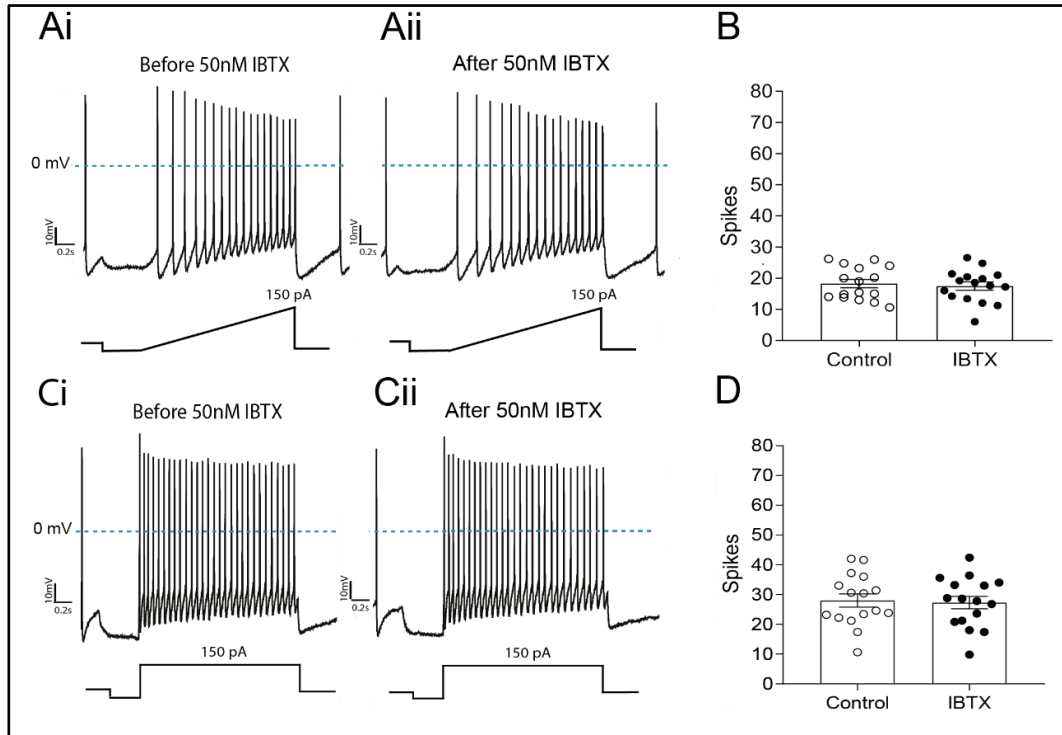 Ai
Before 50nM IBTX
0 mV
10mV
0.2s
150 pA
Aii
After 50nM IBTX
10mV
0.2s
150 pA
B
Spikes
80
70
60
50
40
30
20
10
0
Control IBTX
Ci
Before 50nM IBTX
0 mV
10mV
0.2s
150 pA
Cii
After 50nM IBTX
10mV
0.2s
150 pA
D
Spikes
80
70
60
50
40
30
20
10
0
Control IBTX